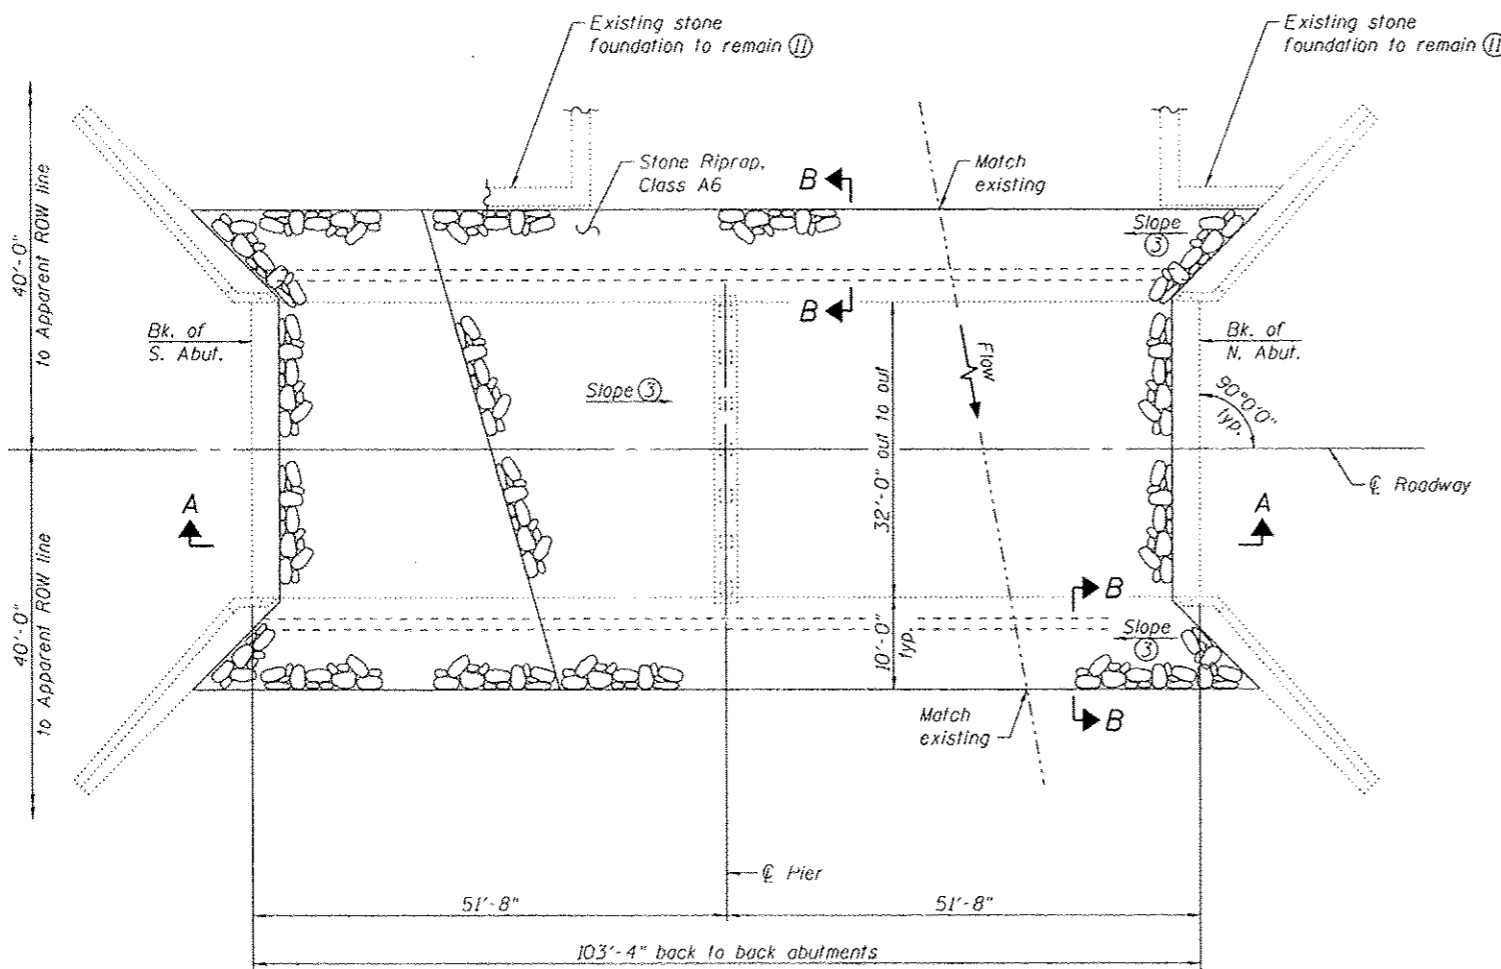 Existing stone
foundation to remain ⑪
Existing stone
foundation to remain ⑪
Stone Riprap,
Class A6
B
Match
existing
Slope
③
40'-0"
to Apparent ROW line
B
Bk. of
S. Abut.
Bk. of
N. Abut.
Flow
Slope ③
32'-0" out to out
90°0'0"
typ.
℄ Roadway
A
A
40'-0"
to Apparent ROW line
B
10'-0"
typ.
Slope
③
Match
existing
B
℄ Pier
51'-8"
51'-8"
103'-4" back to back abutments